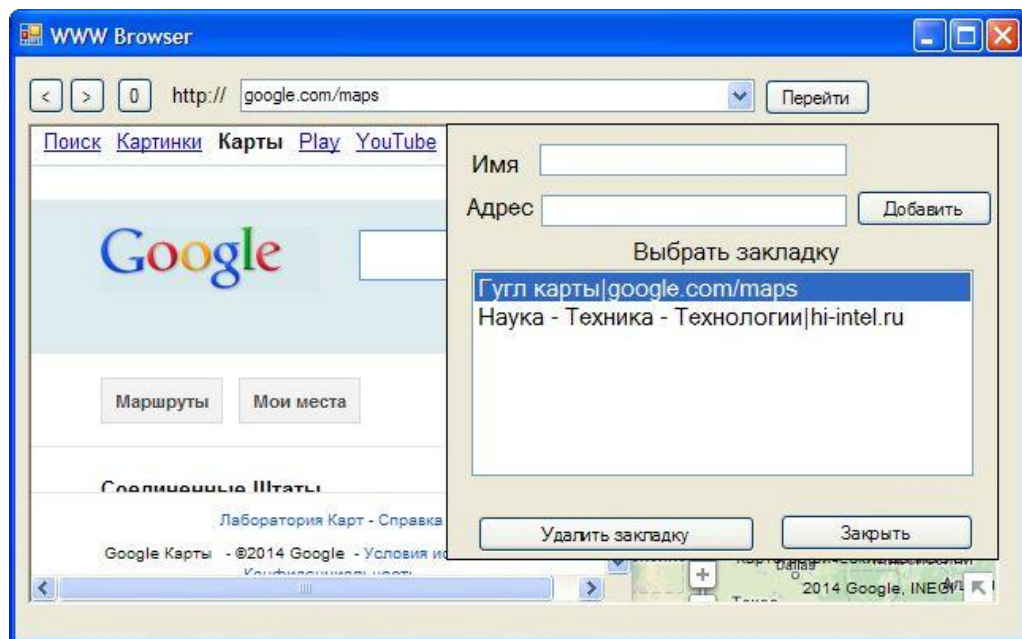 WWW Browser
< > 0 http:// google.com/maps Перейти
Поиск Картинки Карты Play YouTube
Имя
Адрес Добавить
Выбрать закладку
Google
Гугл карты|google.com/maps
Наука - Техника - Технологии|hi-intel.ru
Маршруты Мои места
Соединенные Штаты
Лаборатория Карт - Справка
Удалить закладку Закрыть
Google Карты - ©2014 Google - Условия ис
Конфиденциальность
Dallas
2014 Google, INEGI